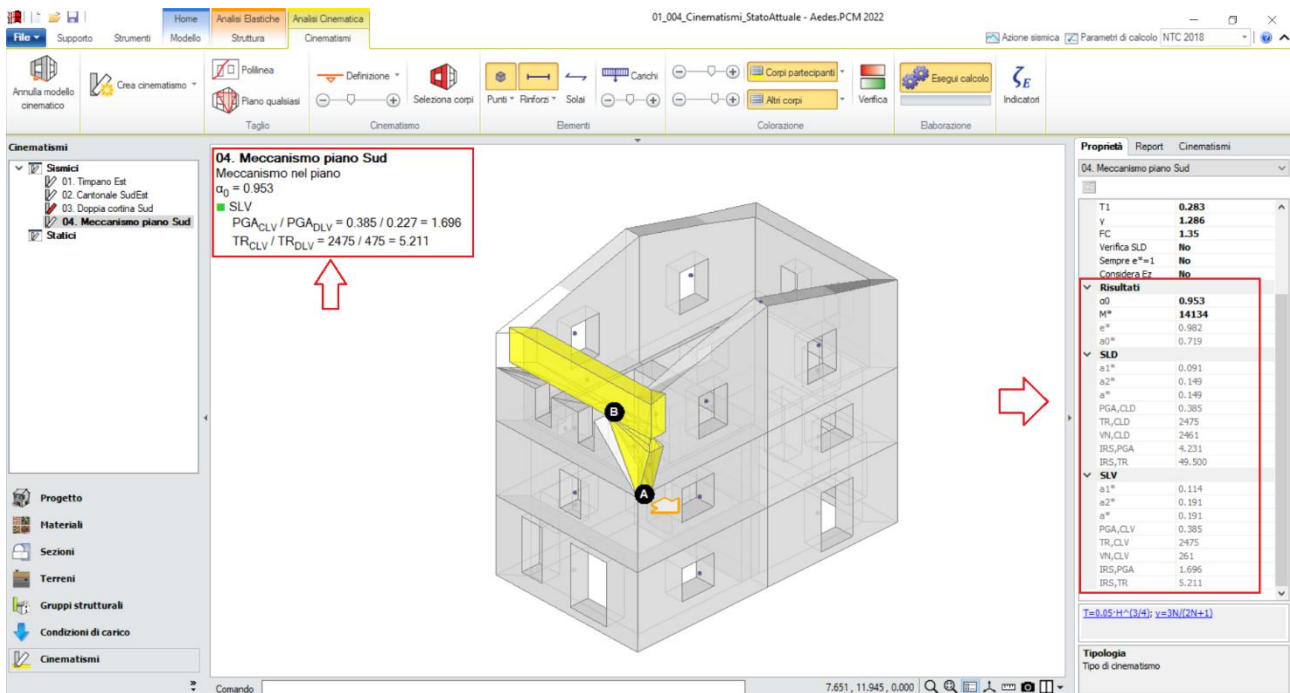 01_004_Cinematismi_StatoAttuale - Aedes.PCM 2022
Home
Analisi Elastiche
Analisi Cinematica
File
Supporto
Strumenti
Modello
Struttura
Cinematismi
Azione sismica
Parametri di calcolo
NTC 2018
Annulla modello
cinematico
Crea cinematismo
Polilinea
Piano qualsiasi
Taglio
Definizione
Seleziona corpi
Cinematismo
Punti
Rinforzi
Solai
Carichi
Elementi
Corpi partecipanti
Altri corpi
Verifica
Colorazione
Esegui calcolo
Elaborazione
ζE
Indicatori
Cinematismi
Sismici
01. Timpano Est
02. Cantonale SudEst
03. Doppia cortina Sud
04. Meccanismo piano Sud
Statici
Progetto
Materiali
Sezioni
Terreni
Gruppi strutturali
Condizioni di carico
Cinematismi
04. Meccanismo piano Sud
Meccanismo nel piano
α0 = 0.953
SLV
PGACLV / PGADLV = 0.385 / 0.227 = 1.696
TRCLV / TRDLV = 2475 / 475 = 5.211
B
A
Comando
7.651 , 11.945 , 0.000
Proprietà Report Cinematismi
04. Meccanismo piano Sud
T1 0.283
γ 1.286
FC 1.35
Verifica SLD No
Sempre e*=1 No
Considera Ez No
Risultati
α0 0.953
M* 14134
e* 0.982
a0* 0.719
SLD
a1* 0.091
a2* 0.149
a* 0.149
PGA,CLD 0.385
TR,CLD 2475
VN,CLD 2461
IRS,PGA 4.231
IRS,TR 49.500
SLV
a1* 0.114
a2* 0.191
a* 0.191
PGA,CLV 0.385
TR,CLV 2475
VN,CLV 261
IRS,PGA 1.696
IRS,TR 5.211
T=0.05·H^(3/4); γ=3N/(2N+1)
Tipologia
Tipo di cinematismo